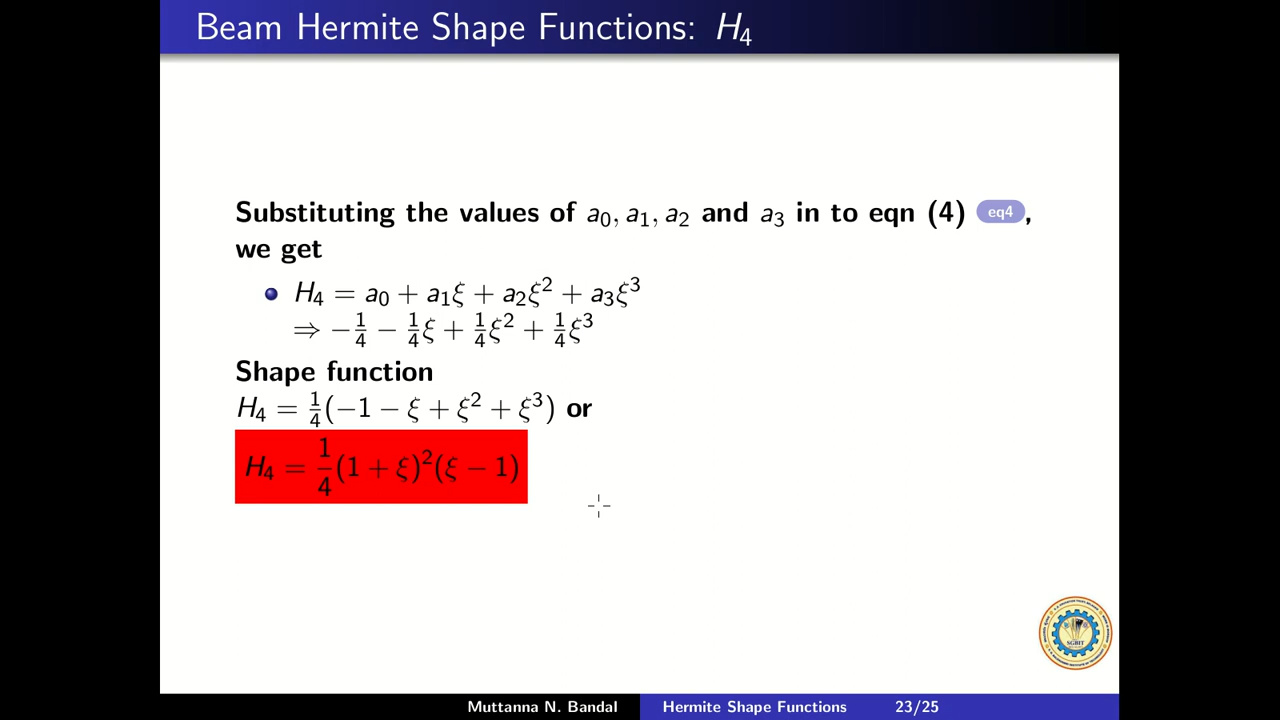 Beam Hermite Shape Functions: H₄
Substituting the values of a₀, a₁, a₂ and a₃ in to eqn (4) eq4 ,
we get
H₄ = a₀ + a₁ξ + a₂ξ² + a₃ξ³
⇒ −1/4 − 1/4ξ + 1/4ξ² + 1/4ξ³
Shape function
H₄ = 1/4(−1 − ξ + ξ² + ξ³) or
H₄ = 1/4(1 + ξ)²(ξ − 1)
SGBIT
Muttanna N. Bandal Hermite Shape Functions 23/25